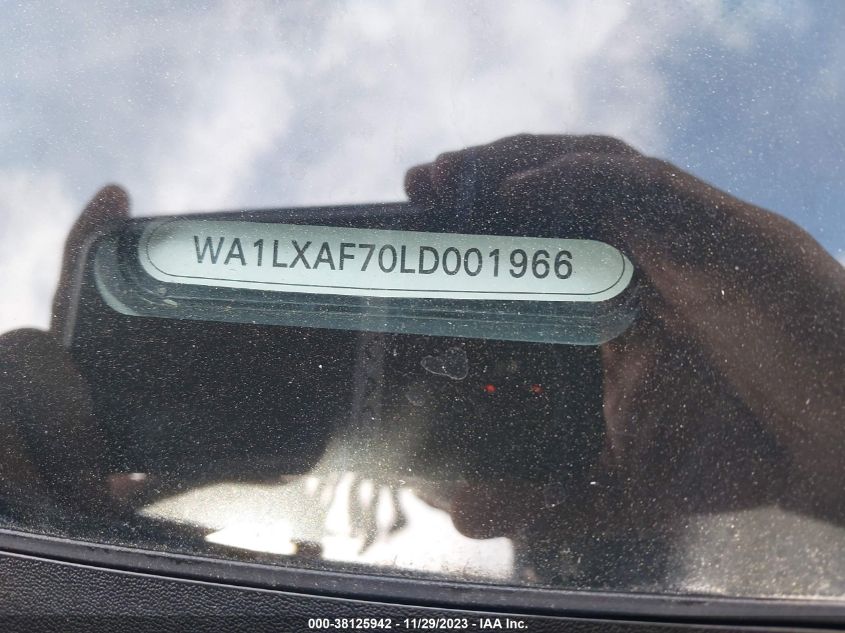 WA1LXAF70LD001966
000-38125942 - 11/29/2023 - IAA Inc.